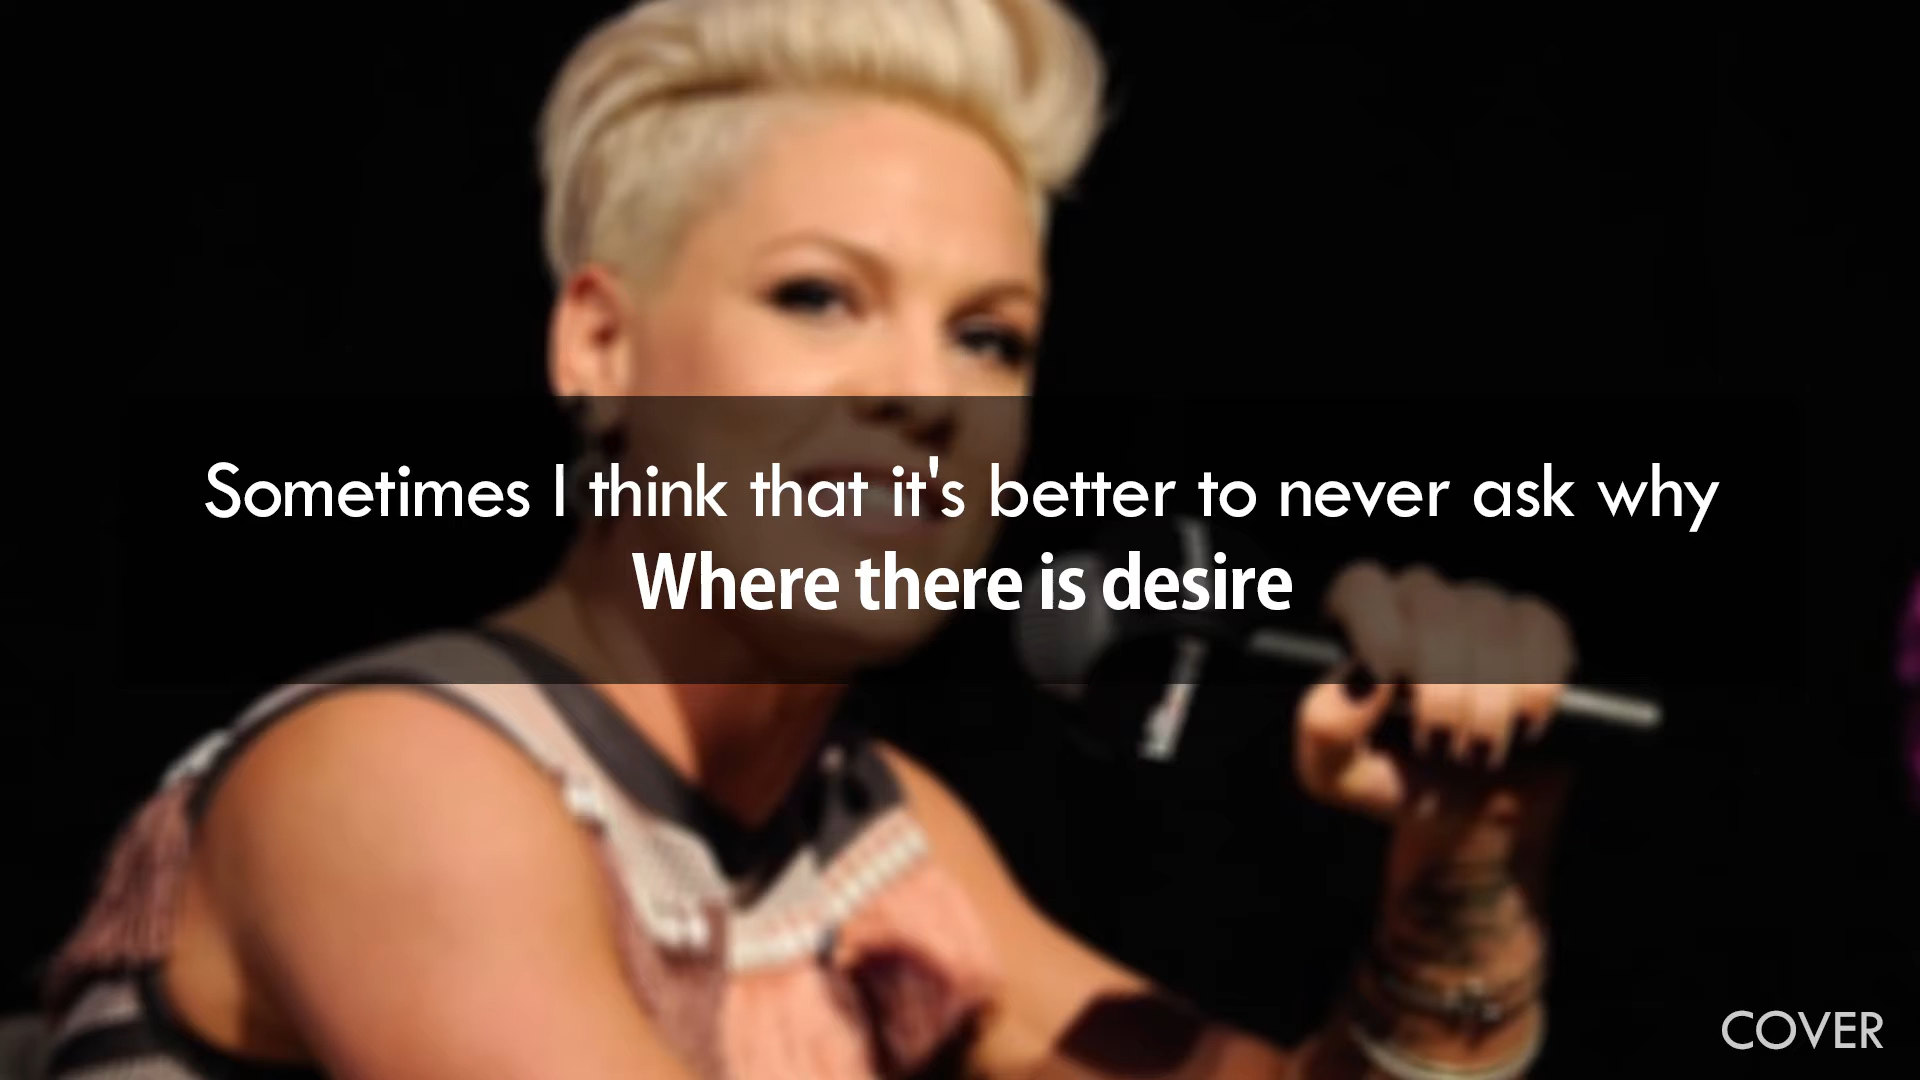 Sometimes I think that it's better to never ask why
Where there is desire
COVER